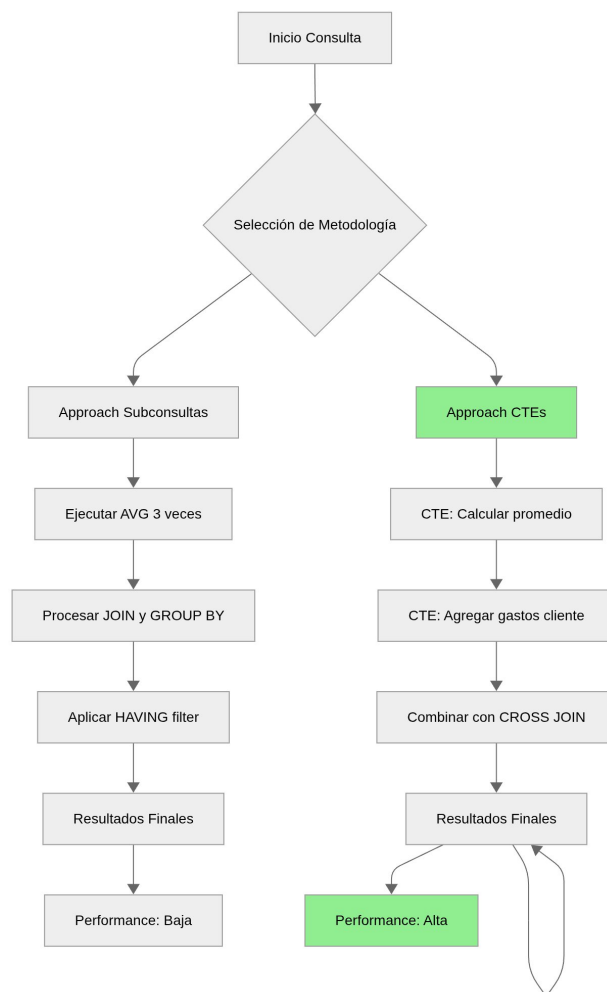 Inicio Consulta
Selección de Metodología
Approach Subconsultas
Approach CTEs
Ejecutar AVG 3 veces
CTE: Calcular promedio
Procesar JOIN y GROUP BY
CTE: Agregar gastos cliente
Aplicar HAVING filter
Combinar con CROSS JOIN
Resultados Finales
Resultados Finales
Performance: Baja
Performance: Alta